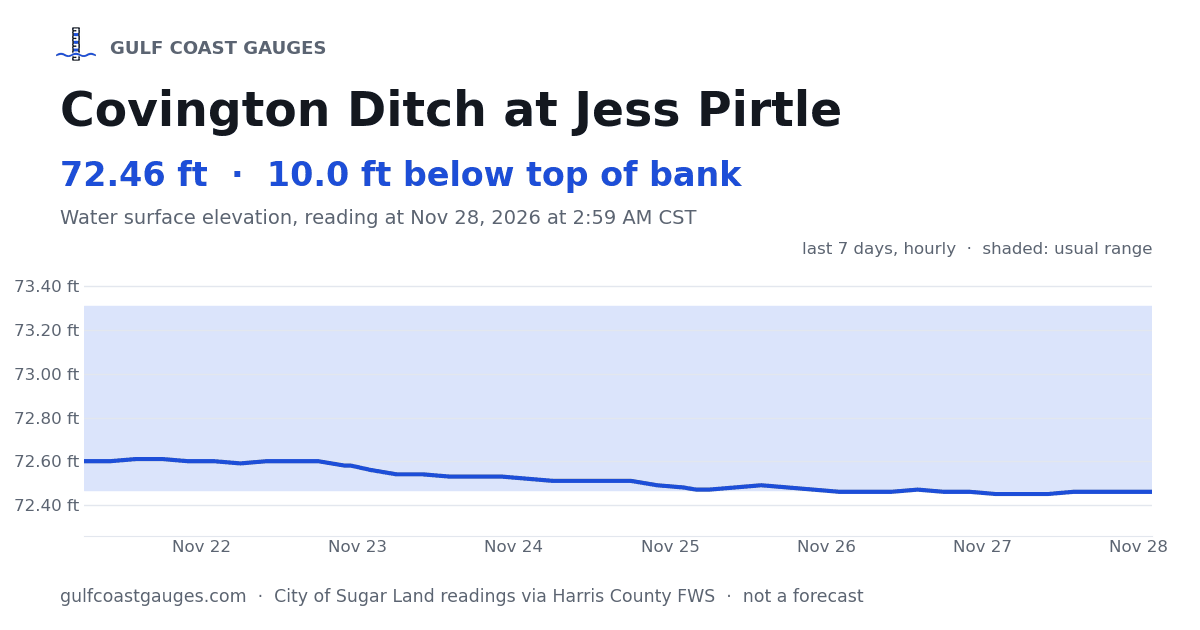 GULF COAST GAUGES
Covington Ditch at Jess Pirtle
72.46 ft · 10.0 ft below top of bank
Water surface elevation, reading at Nov 28, 2026 at 2:59 AM CST
last 7 days, hourly · shaded: usual range
73.40 ft
73.20 ft
73.00 ft
72.80 ft
72.60 ft
72.40 ft
Nov 22 Nov 23 Nov 24 Nov 25 Nov 26 Nov 27 Nov 28
gulfcoastgauges.com · City of Sugar Land readings via Harris County FWS · not a forecast